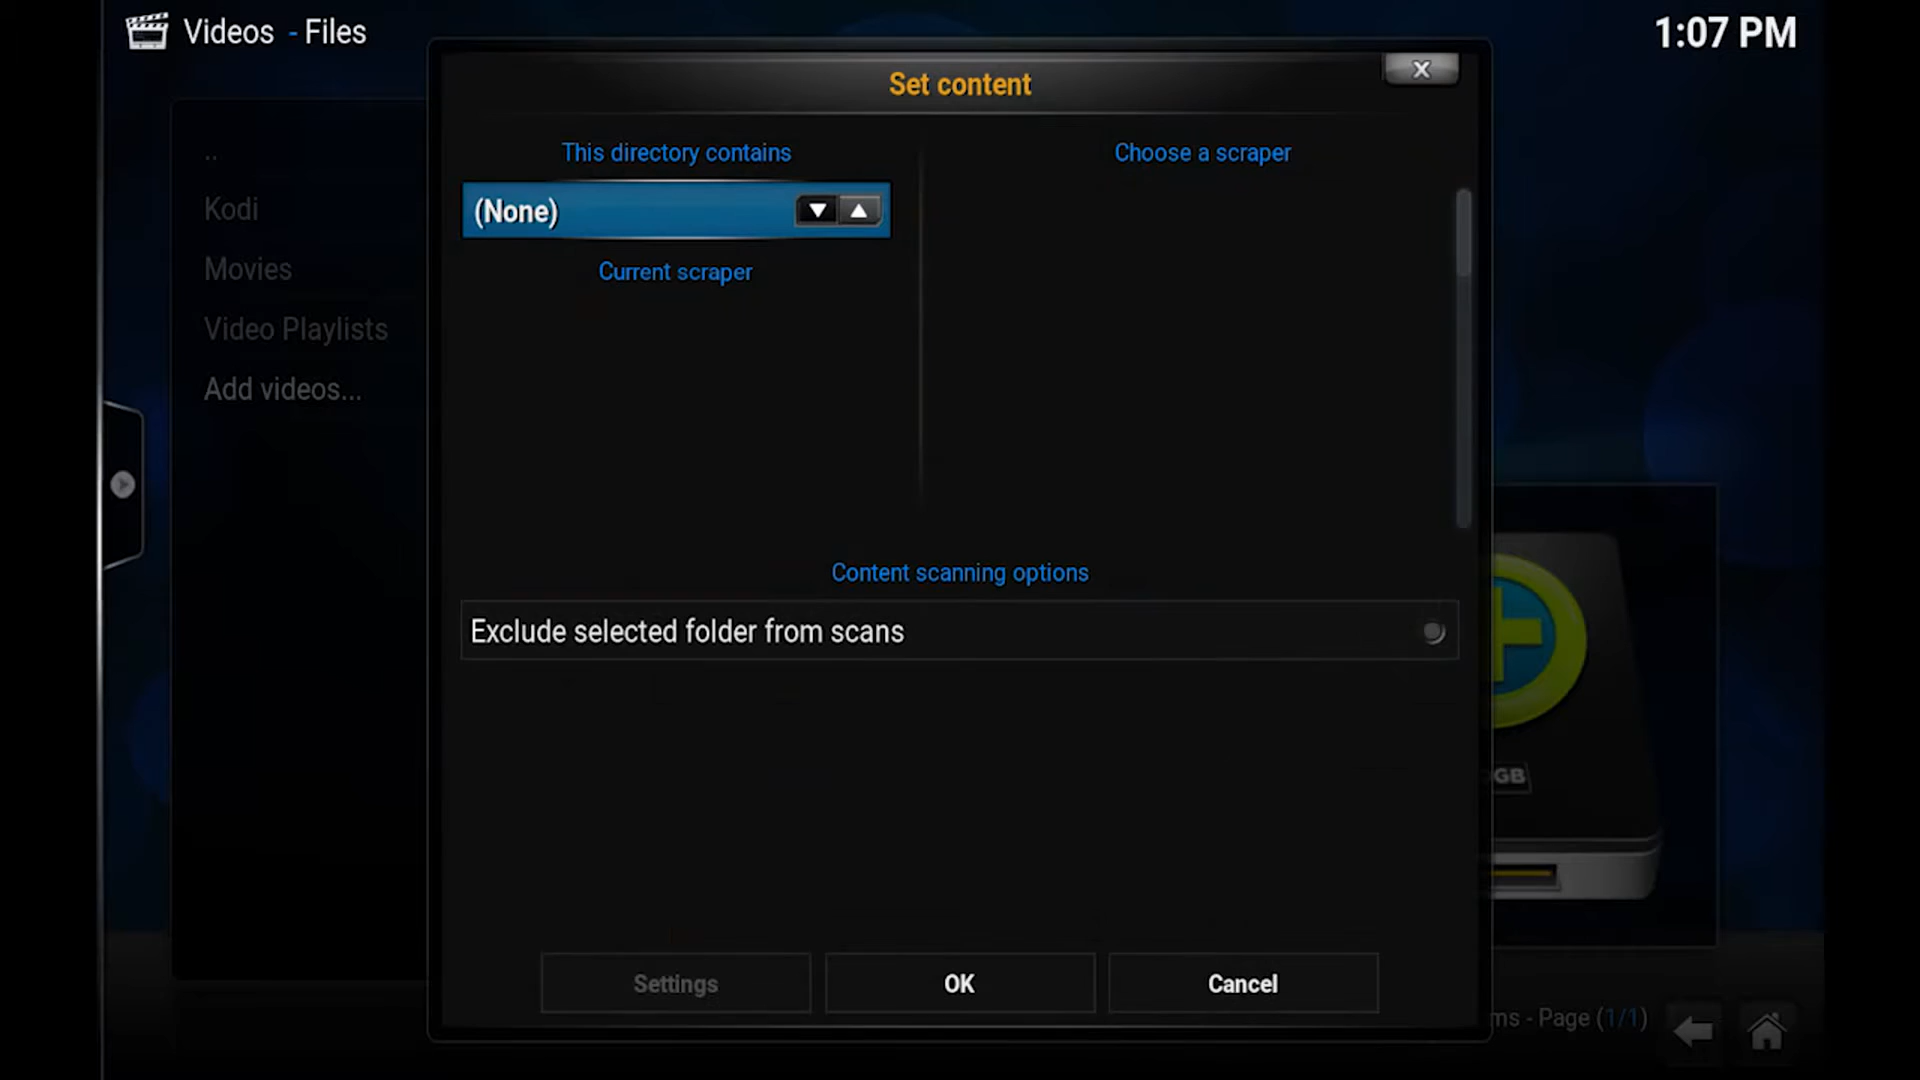 Videos - Files
1:07 PM
Set content
X
This directory contains
Choose a scraper
..
(None)
Kodi
Current scraper
Movies
Video Playlists
Add videos...
Content scanning options
Exclude selected folder from scans
GB
Settings
OK
Cancel
ms - Page (1/1)